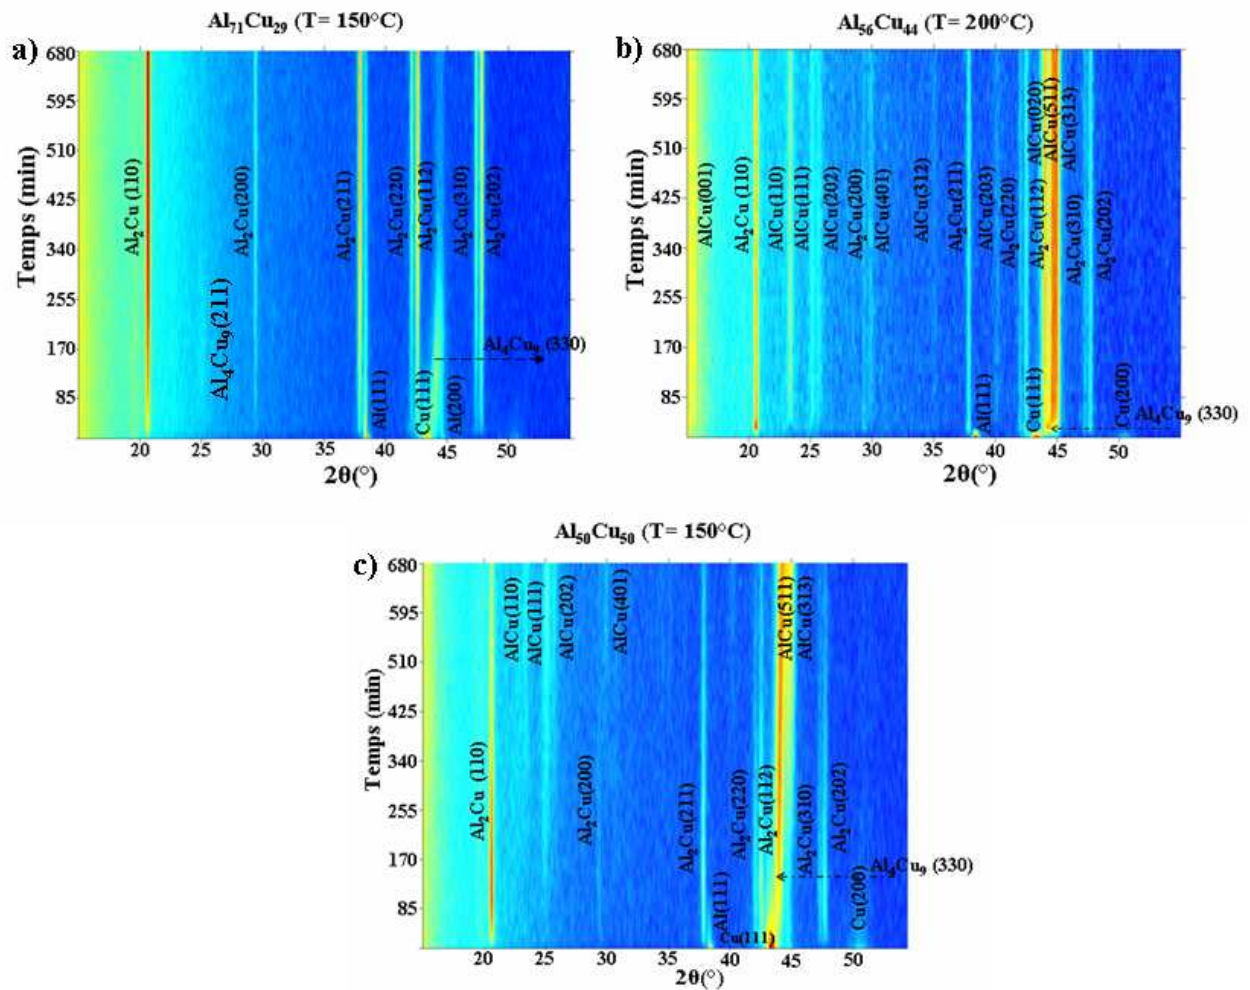 Al71Cu29 (T= 150°C)
a)
680
595
510
425
340
255
170
85
Temps (min)
Al2Cu (110)
Al4Cu9(211)
Al2Cu(200)
Al2Cu(211)
Al2Cu(220)
Al2Cu(112)
Al2Cu(310)
Al2Cu(202)
Al4Cu9 (330)
Al(111)
Cu(111)
Al(200)
20 25 30 35 40 45 50
2θ(°)
Al56Cu44 (T= 200°C)
b)
680
595
510
425
340
255
170
85
Temps (min)
AlCu(001)
Al2Cu (110)
AlCu(110)
AlCu(111)
AlCu(202)
Al2Cu(200)
AlCu(401)
AlCu(312)
Al2Cu(211)
AlCu(203)
Al2Cu(220)
Al2Cu(112)
AlCu(020)
AlCu(511)
AlCu(313)
Al2Cu(310)
Al2Cu(202)
Al(111)
Cu(111)
Cu(200)
Al4Cu9 (330)
20 25 30 35 40 45 50
2θ(°)
Al50Cu50 (T= 150°C)
c)
680
595
510
425
340
255
170
85
Temps (min)
AlCu(110)
AlCu(111)
AlCu(202)
AlCu(401)
AlCu(511)
AlCu(313)
Al2Cu (110)
Al2Cu(200)
Al2Cu(211)
Al2Cu(220)
Al2Cu(112)
Al2Cu(310)
Al2Cu(202)
Al4Cu9 (330)
Al(111)
Cu(111)
Cu(200)
20 25 30 35 40 45 50
2θ(°)